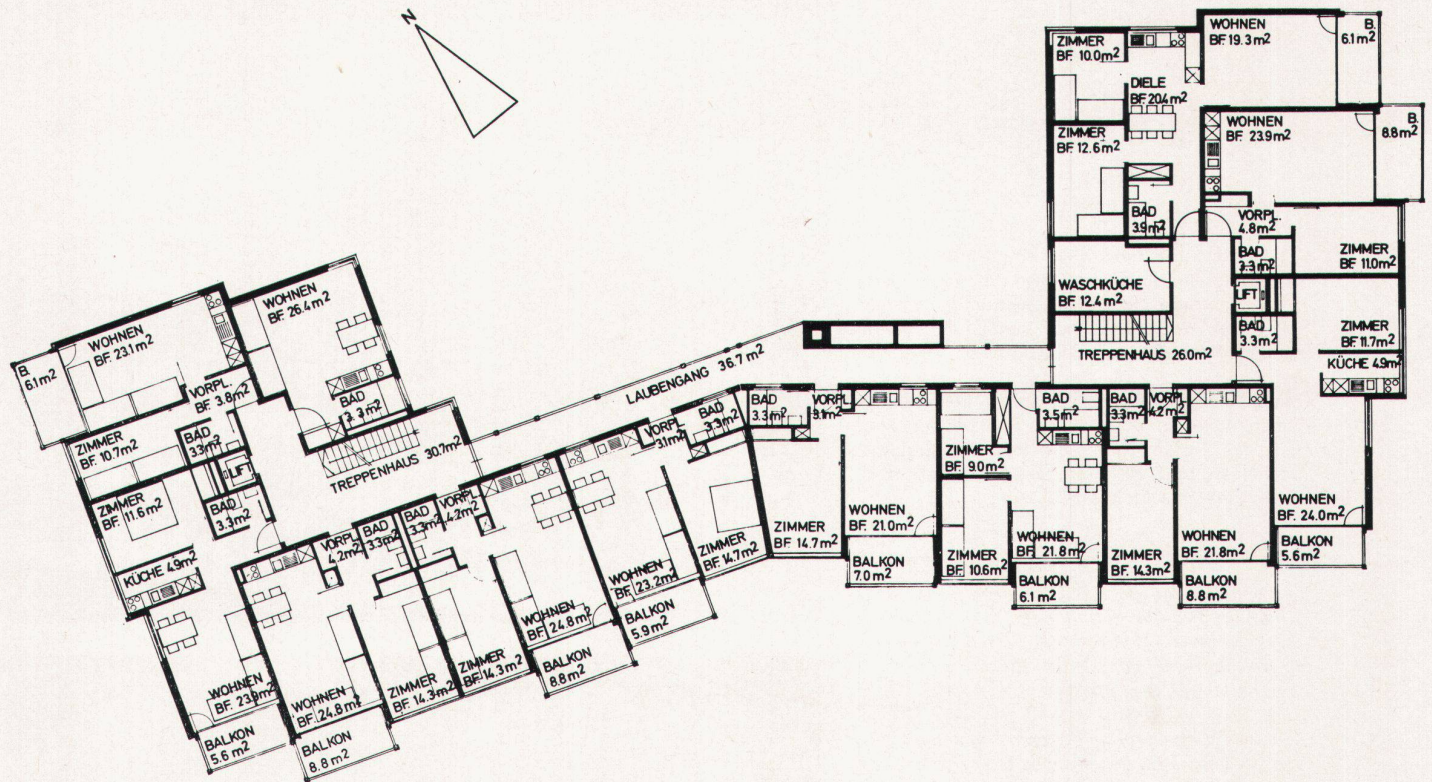 N
WOHNEN
BF. 19.3 m²
B.
6.1 m²
ZIMMER
BF. 10.0 m²
DIELE
BF. 20.4 m²
WOHNEN
BF. 23.9 m²
B.
8.8 m²
ZIMMER
BF. 12.6 m²
BAD
3.9 m²
VORPL.
4.8 m²
BAD
3.3 m²
ZIMMER
BF. 11.0 m²
WASCHKÜCHE
BF. 12.4 m²
LIFT
BAD
3.3 m²
ZIMMER
BF. 11.7 m²
TREPPENHAUS 26.0 m²
KÜCHE 4.9 m²
WOHNEN
BF. 24.0 m²
BALKON
5.6 m²
WOHNEN
BF. 26.4 m²
WOHNEN
BF. 23.1 m²
B.
6.1 m²
VORPL.
BF. 3.8 m²
BAD
3.3 m²
BAD
3.3 m²
ZIMMER
BF. 10.7 m²
LIFT
TREPPENHAUS 30.7 m²
LAUBENGANG 36.7 m²
ZIMMER
BF. 11.6 m²
BAD
3.3 m²
KÜCHE 4.9 m²
WOHNEN
BF. 23.9 m²
BALKON
5.6 m²
VORPL.
4.2 m²
BAD
3.3 m²
WOHNEN
BF. 24.8 m²
ZIMMER
BF. 14.3 m²
BALKON
8.8 m²
BAD
3.3 m²
VORPL.
4.2 m²
ZIMMER
BF. 14.3 m²
WOHNEN
BF. 24.8 m²
BALKON
8.8 m²
VORPL.
3.1 m²
BAD
3.3 m²
WOHNEN
BF. 23.2 m²
ZIMMER
BF. 14.7 m²
BALKON
5.9 m²
BAD
3.3 m²
VORPL.
3.1 m²
ZIMMER
BF. 14.7 m²
WOHNEN
BF. 21.0 m²
BALKON
7.0 m²
ZIMMER
BF. 9.0 m²
BAD
3.5 m²
ZIMMER
BF. 10.6 m²
WOHNEN
BF. 21.8 m²
BALKON
6.1 m²
BAD
3.3 m²
VORPL.
4.2 m²
ZIMMER
BF. 14.3 m²
WOHNEN
BF. 21.8 m²
BALKON
8.8 m²